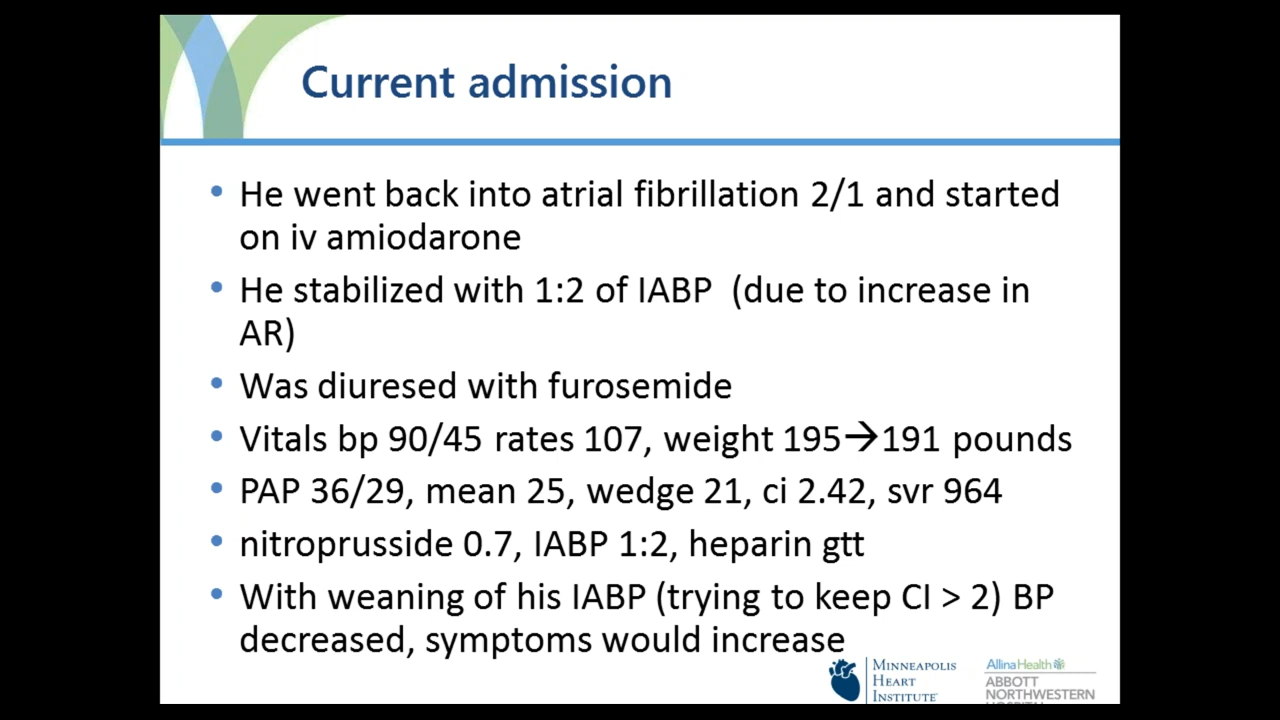 Current admission
He went back into atrial fibrillation 2/1 and started
on iv amiodarone
He stabilized with 1:2 of IABP (due to increase in
AR)
Was diuresed with furosemide
Vitals bp 90/45 rates 107, weight 195→191 pounds
PAP 36/29, mean 25, wedge 21, ci 2.42, svr 964
nitroprusside 0.7, IABP 1:2, heparin gtt
With weaning of his IABP (trying to keep CI > 2) BP
decreased, symptoms would increase
MINNEAPOLIS
HEART
INSTITUTE
AllinaHealth
ABBOTT
NORTHWESTERN
HOSPITAL